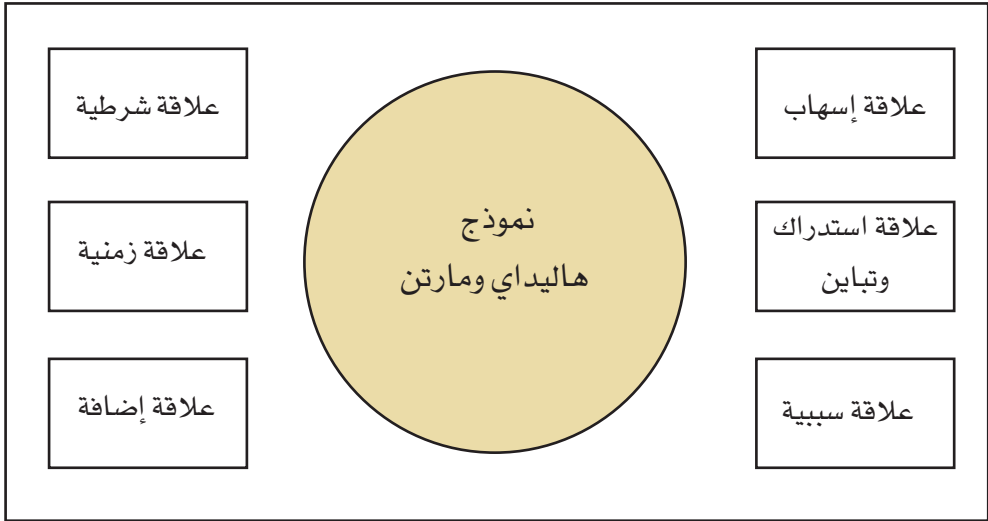 علاقة إسهاب
علاقة شرطية
نموذج
هاليداي ومارتن
علاقة استدراك
وتباين
علاقة زمنية
علاقة سببية
علاقة إضافة